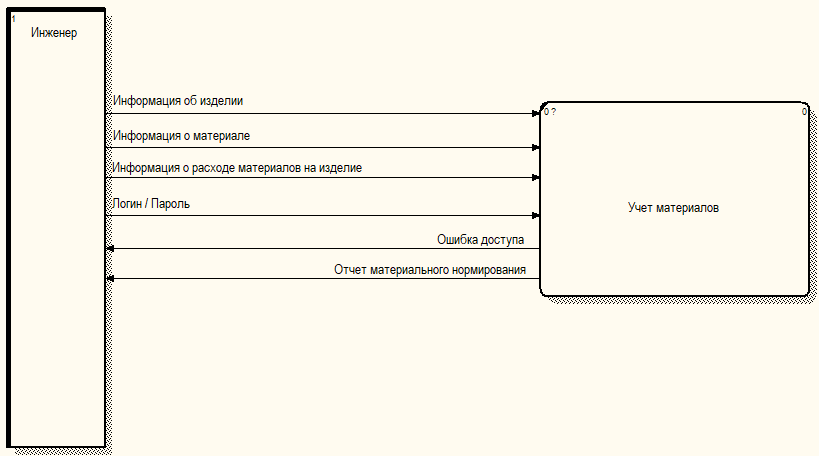 1
Инженер
Информация об изделии
0 ?
0
Информация о материале
Информация о расходе материалов на изделие
Логин / Пароль
Учет материалов
Ошибка доступа
Отчет материального нормирования